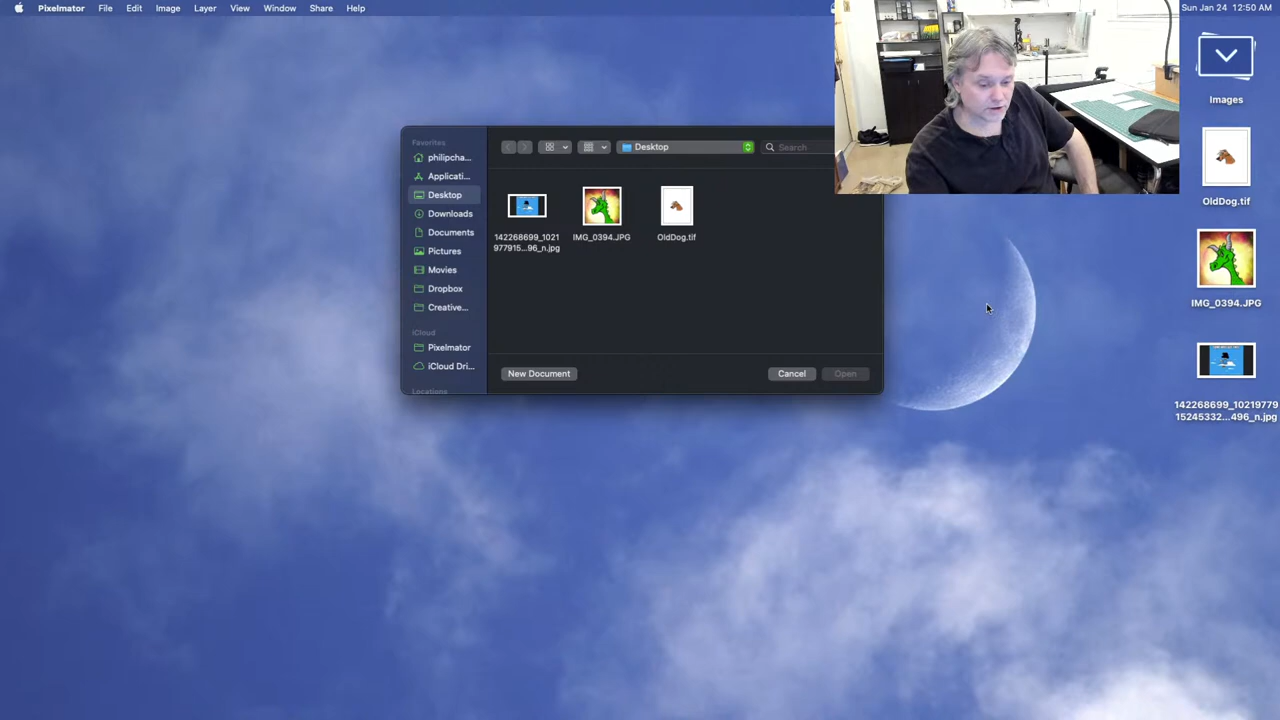 Pixelmator File Edit Image Layer View Window Share Help
Sun Jan 24 12:50 AM
Favorites
philipcha...
Applicati...
Desktop
Downloads
Documents
Pictures
Movies
Dropbox
Creative...
iCloud
Pixelmator
iCloud Dri...
Locations
Desktop
Search
142268699_1021
977915...96_n.jpg
IMG_0394.JPG
OldDog.tif
New Document
Cancel
Open
Images
OldDog.tif
IMG_0394.JPG
142268699_10219779
15245332...496_n.jpg